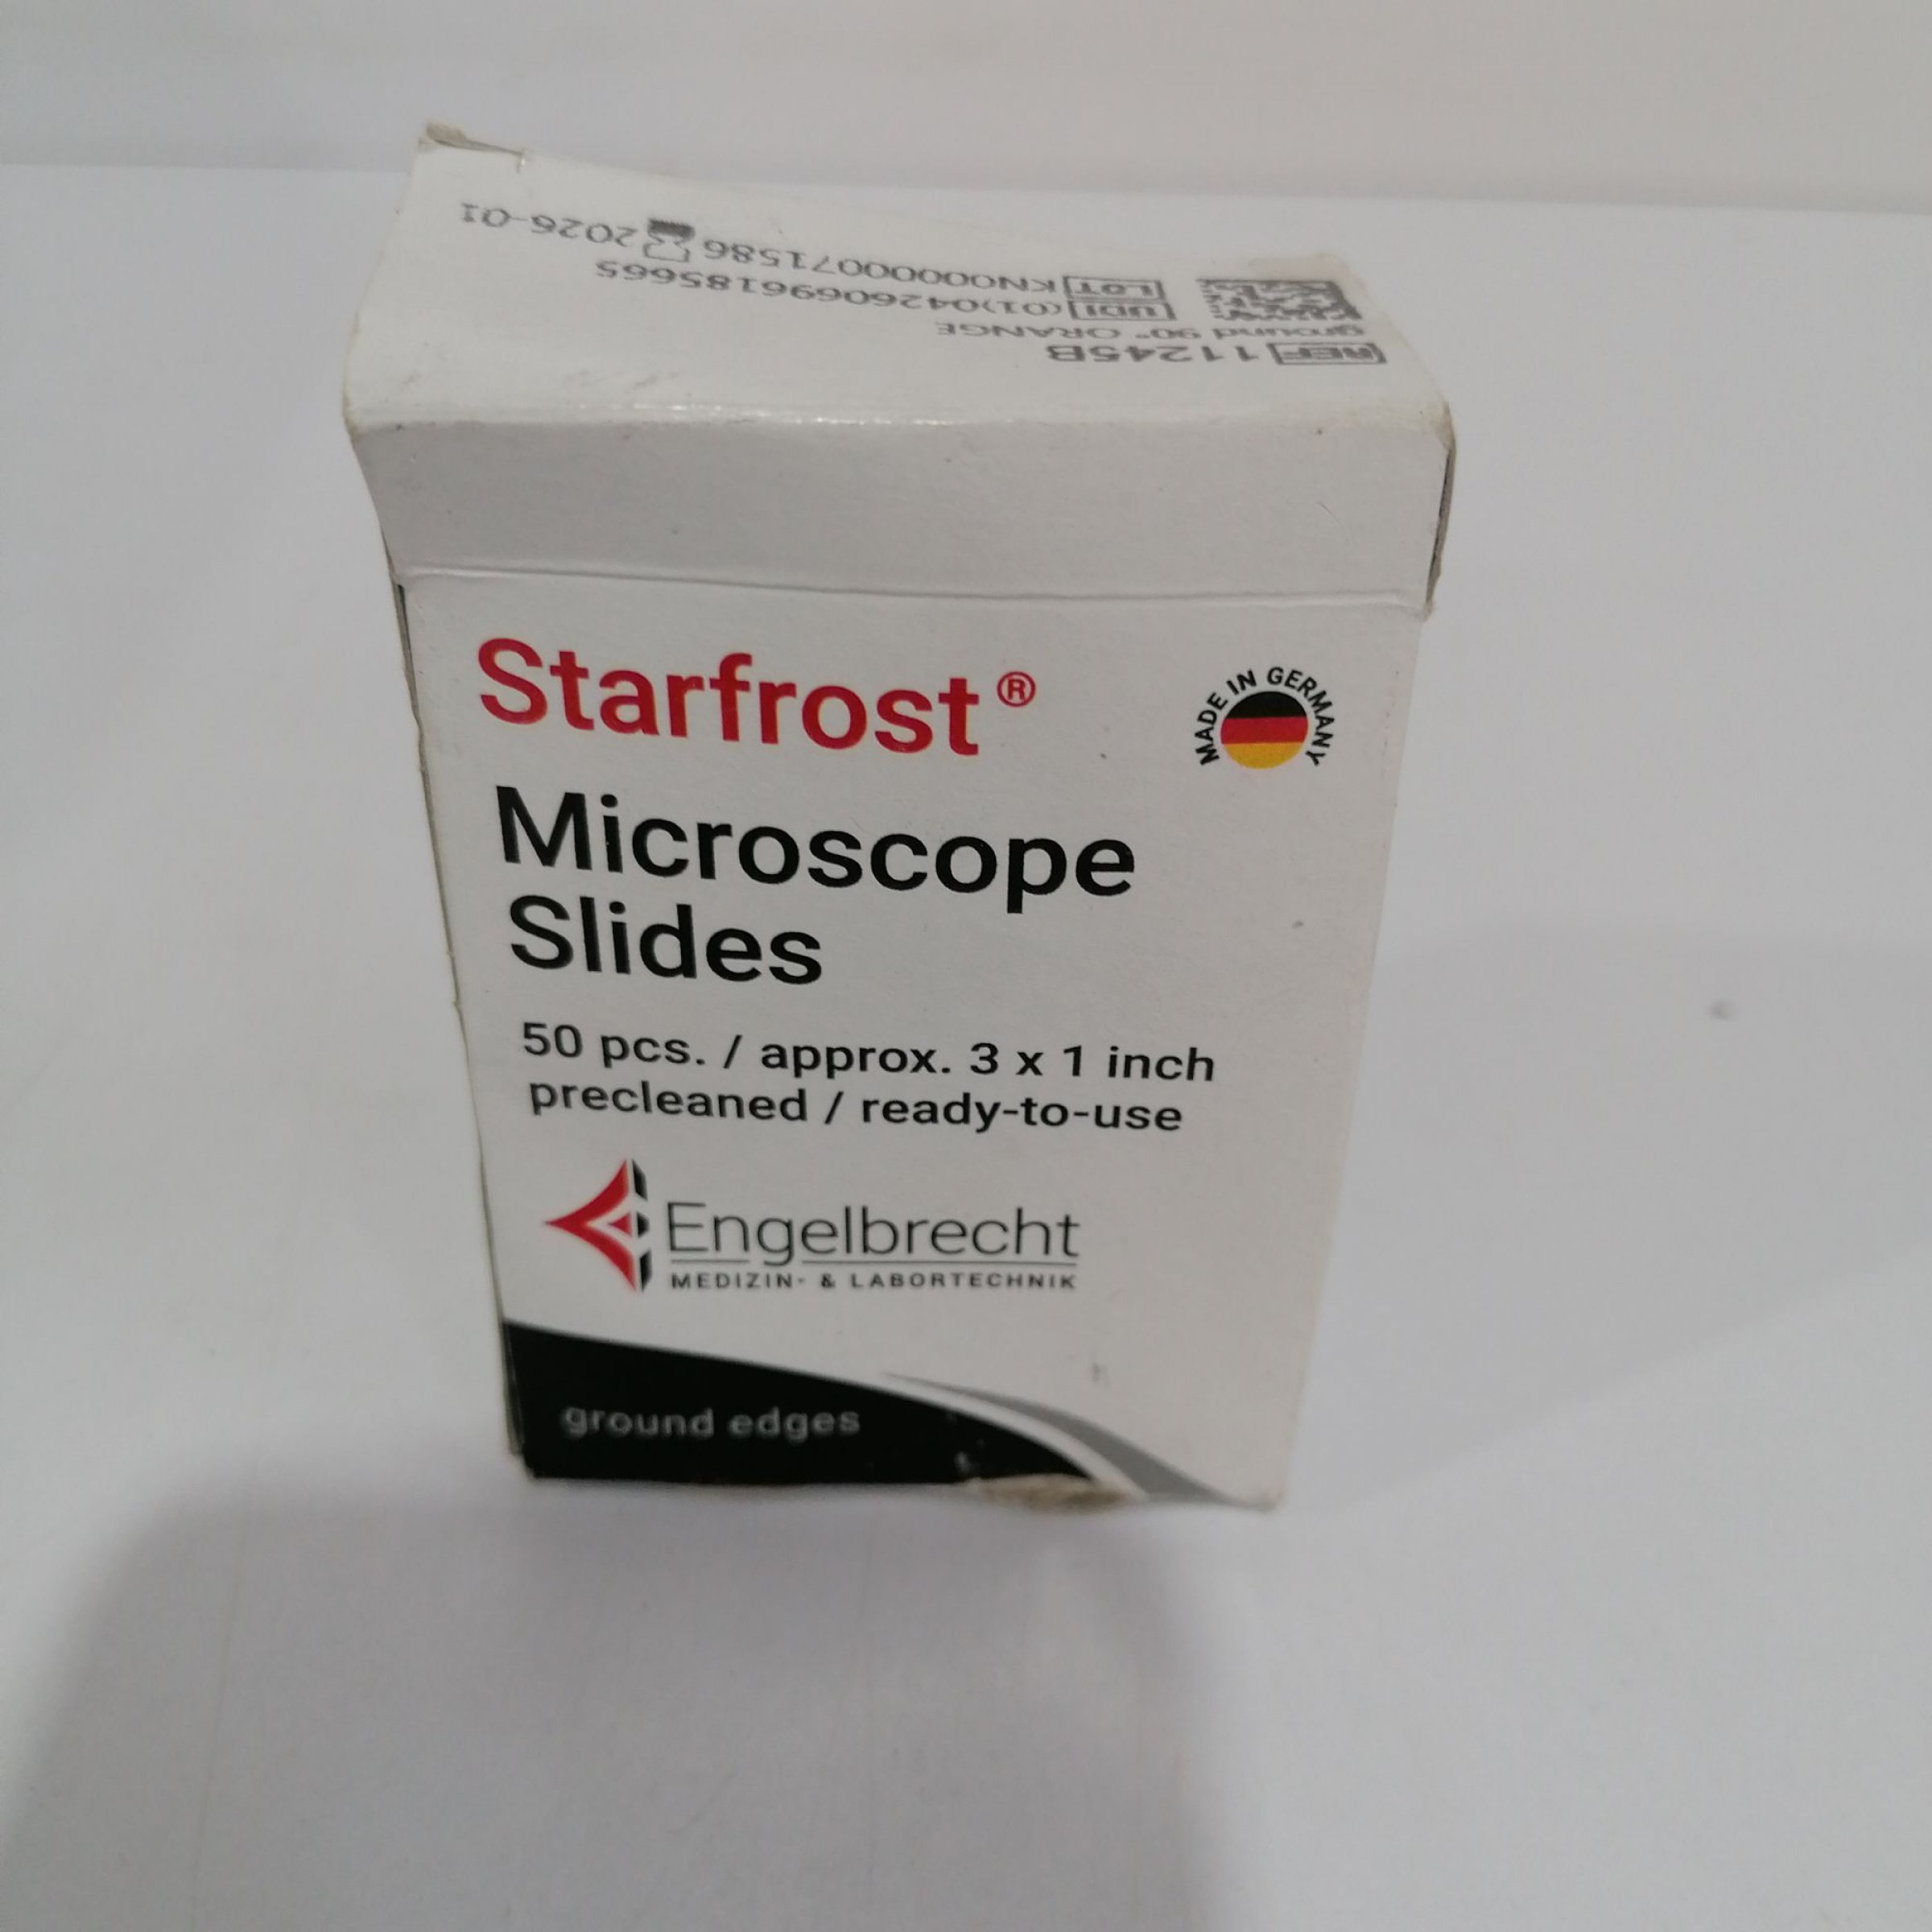 REF 11245B
ground 90° ORANGE
UDI (01)04260696185665
LOT KN0000071586 2026-01
Starfrost®
MADE IN GERMANY
Microscope
Slides
50 pcs. / approx. 3 x 1 inch
precleaned / ready-to-use
Engelbrecht
MEDIZIN- & LABORTECHNIK
ground edges